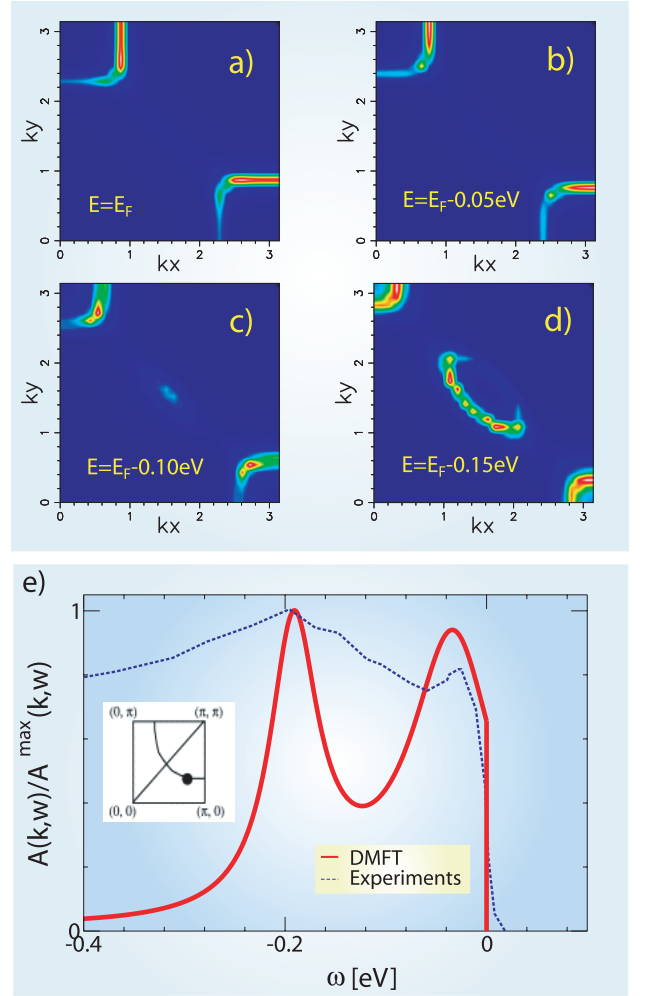 a)
E=EF
ky
3
2
1
0
0 1 2 3
kx
b)
E=EF-0.05eV
ky
3
2
1
0
0 1 2 3
kx
c)
E=EF-0.10eV
ky
3
2
1
0
0 1 2 3
kx
d)
E=EF-0.15eV
ky
3
2
1
0
0 1 2 3
kx
e)
1
A(k,w)/A max (k,w)
(0, π) (π, π)
(0, 0) (π, 0)
DMFT
Experiments
0
-0.4 -0.2 0
ω [eV]